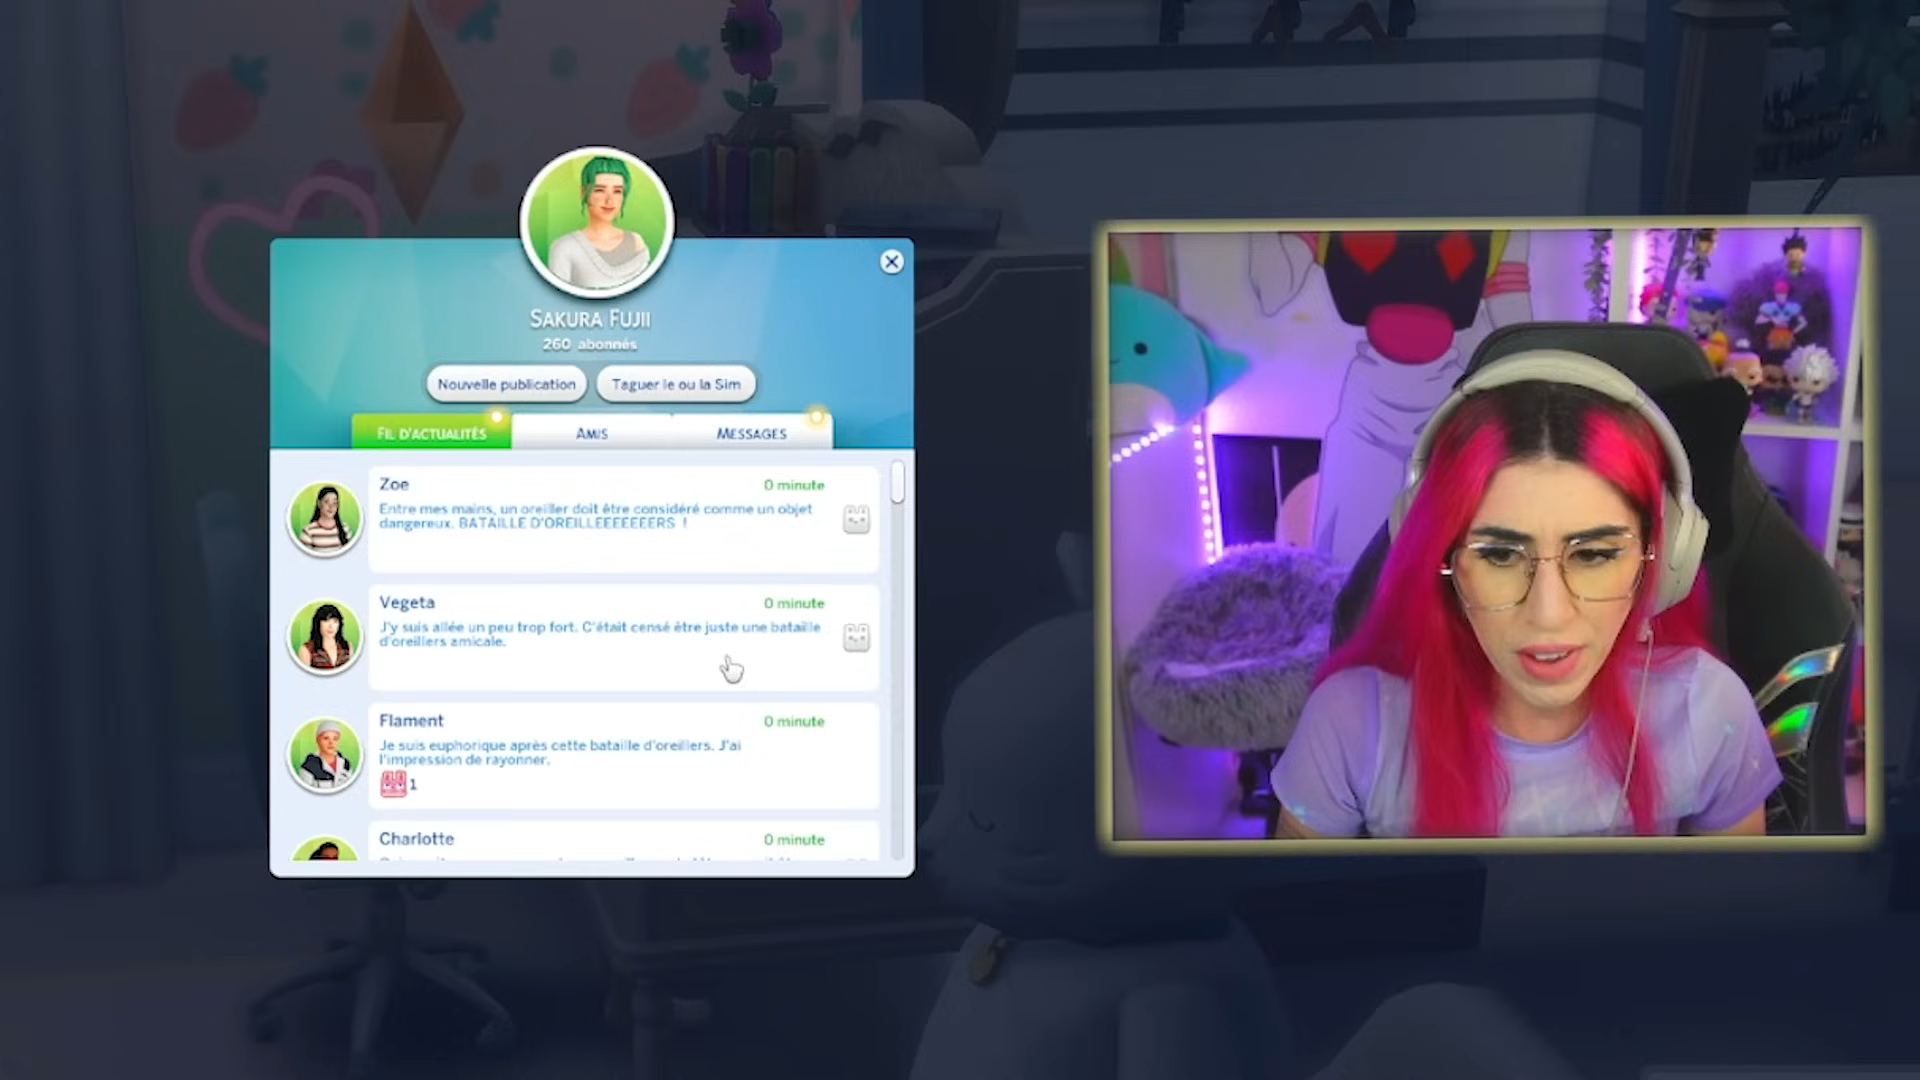 SAKURA FUJII
260 abonnés
Nouvelle publication
Taguer le ou la Sim
FIL D'ACTUALITÉS
AMIS
MESSAGES
Zoe
0 minute
Entre mes mains, un oreiller doit être considéré comme un objet
dangereux. BATAILLE D'OREILLEEEEEEERS !
Vegeta
0 minute
J'y suis allée un peu trop fort. C'était censé être juste une bataille
d'oreillers amicale.
Flament
0 minute
Je suis euphorique après cette bataille d'oreillers. J'ai
l'impression de rayonner.
1
Charlotte
0 minute